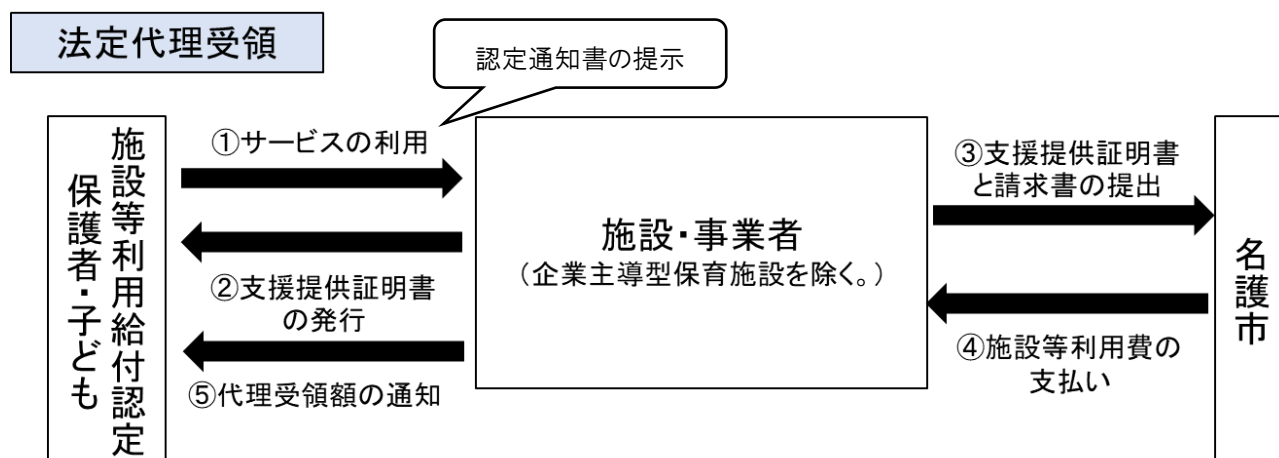 法定代理受領
認定通知書の提示
施設等利用給付認定
保護者・子ども
①サービスの利用
②支援提供証明書
の発行
⑤代理受領額の通知
施設・事業者
（企業主導型保育施設を除く。）
③支援提供証明書
と請求書の提出
④施設等利用費の
支払い
名護市